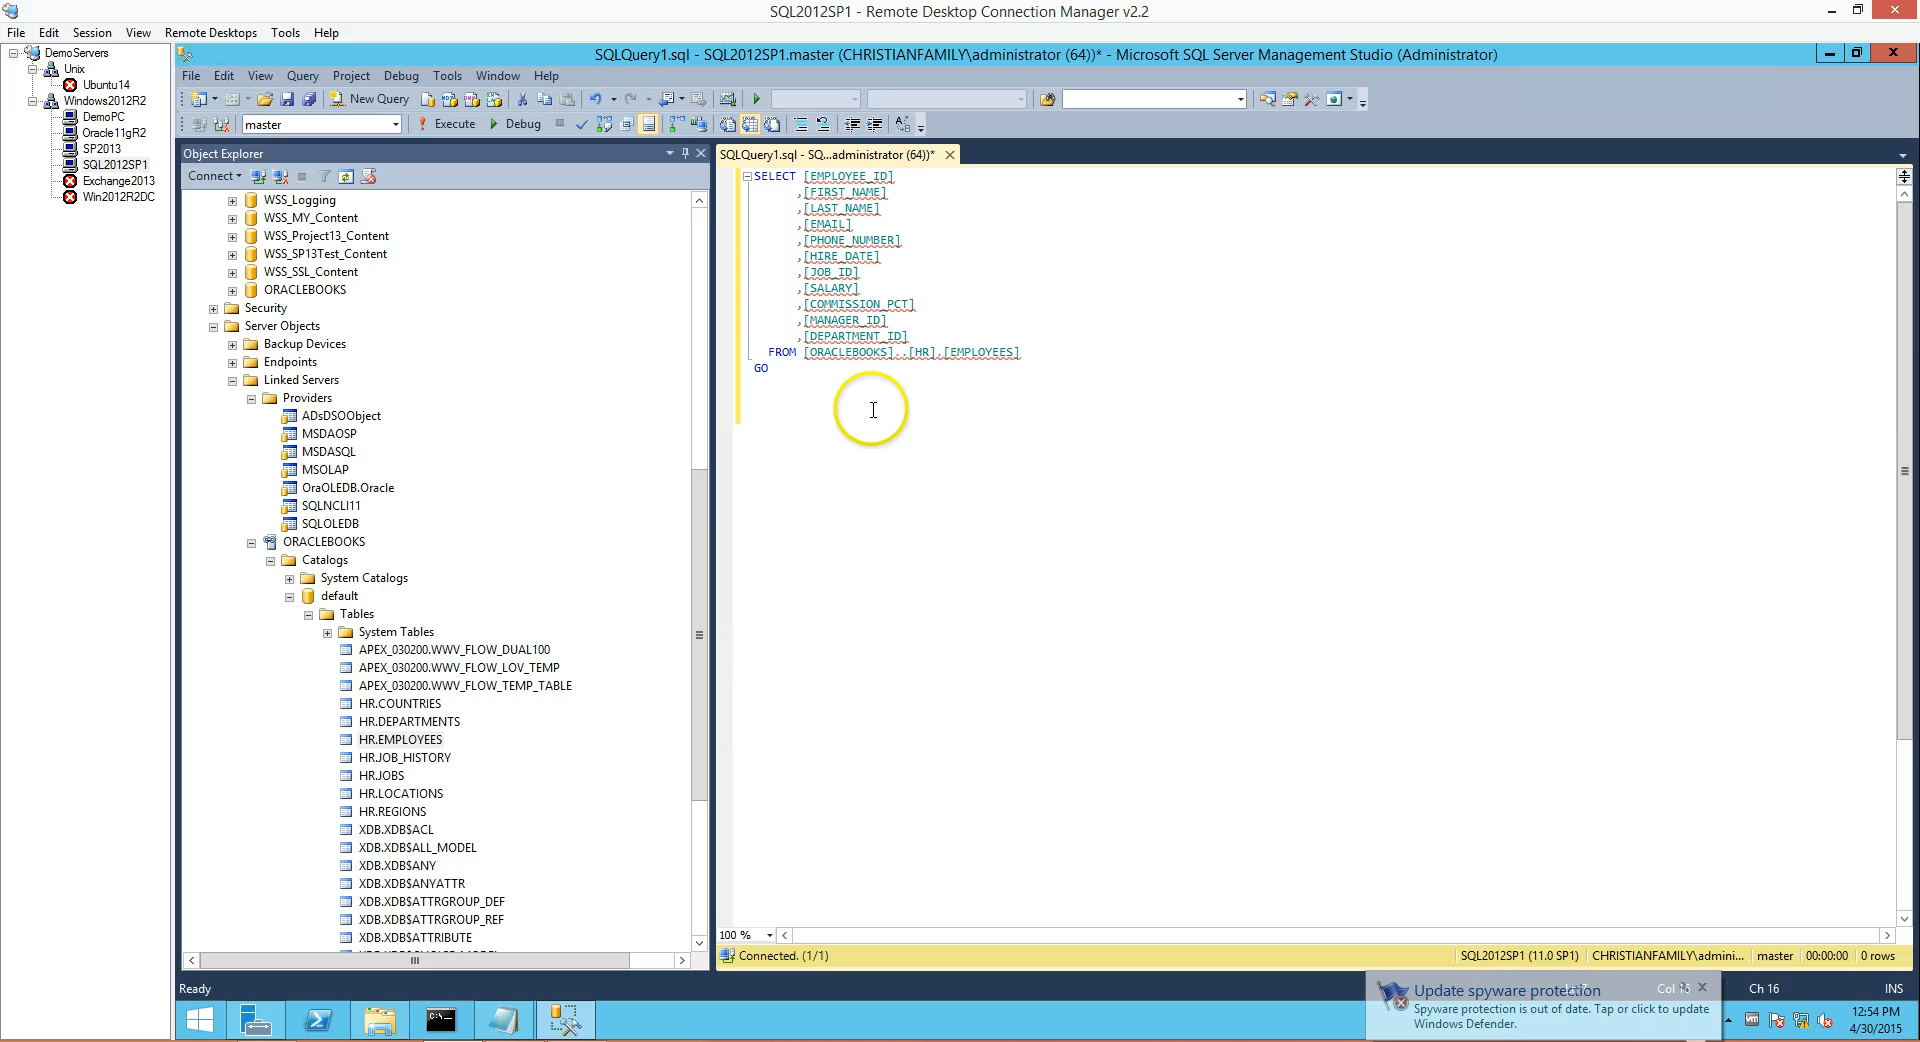 SQL2012SP1 - Remote Desktop Connection Manager v2.2
File Edit Session View Remote Desktops Tools Help
DemoServers
Unix
Ubuntu14
Windows2012R2
DemoPC
Oracle11gR2
SP2013
SQL2012SP1
Exchange2013
Win2012R2DC
SQLQuery1.sql - SQL2012SP1.master (CHRISTIANFAMILY\administrator (64))* - Microsoft SQL Server Management Studio (Administrator)
File Edit View Query Project Debug Tools Window Help
New Query
master Execute Debug
Object Explorer
Connect
WSS_Logging
WSS_MY_Content
WSS_Project13_Content
WSS_SP13Test_Content
WSS_SSL_Content
ORACLEBOOKS
Security
Server Objects
Backup Devices
Endpoints
Linked Servers
Providers
ADsDSOObject
MSDAOSP
MSDASQL
MSOLAP
OraOLEDB.Oracle
SQLNCLI11
SQLOLEDB
ORACLEBOOKS
Catalogs
System Catalogs
default
Tables
System Tables
APEX_030200.WWV_FLOW_DUAL100
APEX_030200.WWV_FLOW_LOV_TEMP
APEX_030200.WWV_FLOW_TEMP_TABLE
HR.COUNTRIES
HR.DEPARTMENTS
HR.EMPLOYEES
HR.JOB_HISTORY
HR.JOBS
HR.LOCATIONS
HR.REGIONS
XDB.XDB$ACL
XDB.XDB$ALL_MODEL
XDB.XDB$ANY
XDB.XDB$ANYATTR
XDB.XDB$ATTRGROUP_DEF
XDB.XDB$ATTRGROUP_REF
XDB.XDB$ATTRIBUTE
SQLQuery1.sql - SQ...administrator (64))*
SELECT [EMPLOYEE_ID]
,[FIRST_NAME]
,[LAST_NAME]
,[EMAIL]
,[PHONE_NUMBER]
,[HIRE_DATE]
,[JOB_ID]
,[SALARY]
,[COMMISSION_PCT]
,[MANAGER_ID]
,[DEPARTMENT_ID]
FROM [ORACLEBOOKS]..[HR].[EMPLOYEES]
GO
100 %
Connected. (1/1) SQL2012SP1 (11.0 SP1) CHRISTIANFAMILY\admini... master 00:00:00 0 rows
Ready Ch 16 INS
Update spyware protection
Spyware protection is out of date. Tap or click to update
Windows Defender.
12:54 PM
4/30/2015